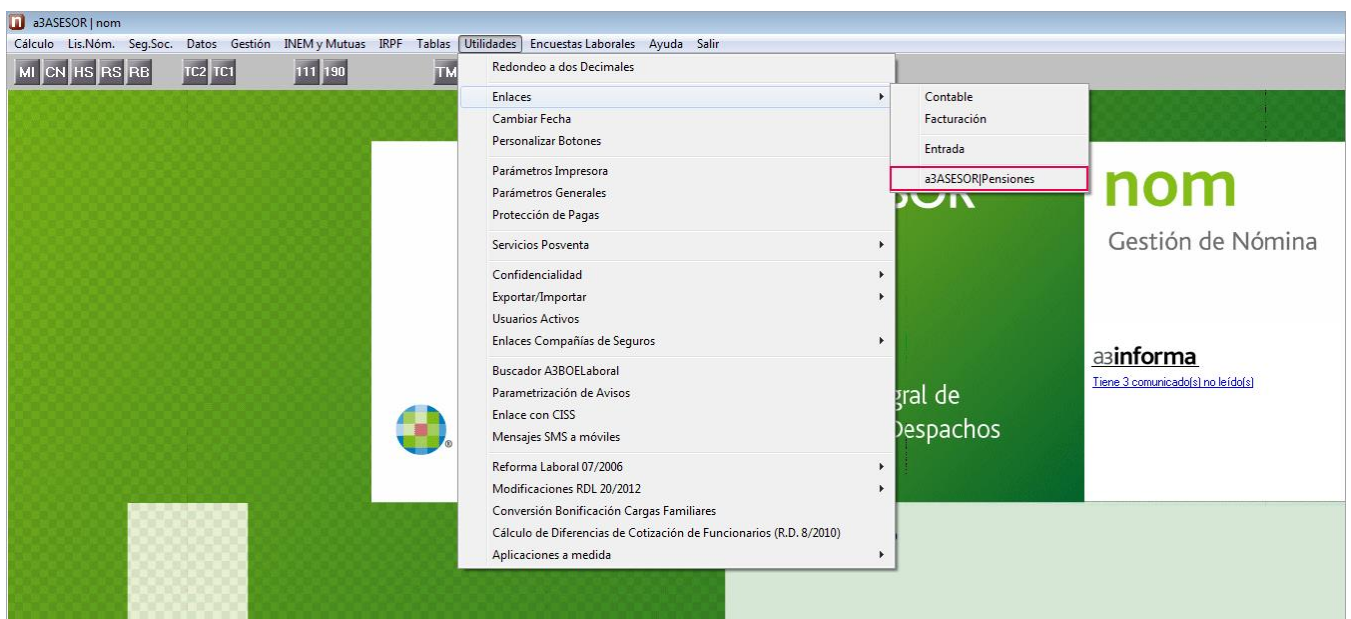 a3ASESOR | nom
Cálculo Lis.Nóm. Seg.Soc. Datos Gestión INEM y Mutuas IRPF Tablas Utilidades Encuestas Laborales Ayuda Salir
MI CN HS RS RB TC2 TC1 111 190 TM
Redondeo a dos Decimales
Enlaces
Cambiar Fecha
Personalizar Botones
Parámetros Impresora
Parámetros Generales
Protección de Pagas
Servicios Posventa
Confidencialidad
Exportar/Importar
Usuarios Activos
Enlaces Compañías de Seguros
Buscador A3BOELaboral
Parametrización de Avisos
Enlace con CISS
Mensajes SMS a móviles
Reforma Laboral 07/2006
Modificaciones RDL 20/2012
Conversión Bonificación Cargas Familiares
Cálculo de Diferencias de Cotización de Funcionarios (R.D. 8/2010)
Aplicaciones a medida
Contable
Facturación
Entrada
a3ASESOR|Pensiones
gral de
Despachos
nom
Gestión de Nómina
a3informa
Tiene 3 comunicado(s) no leído(s)